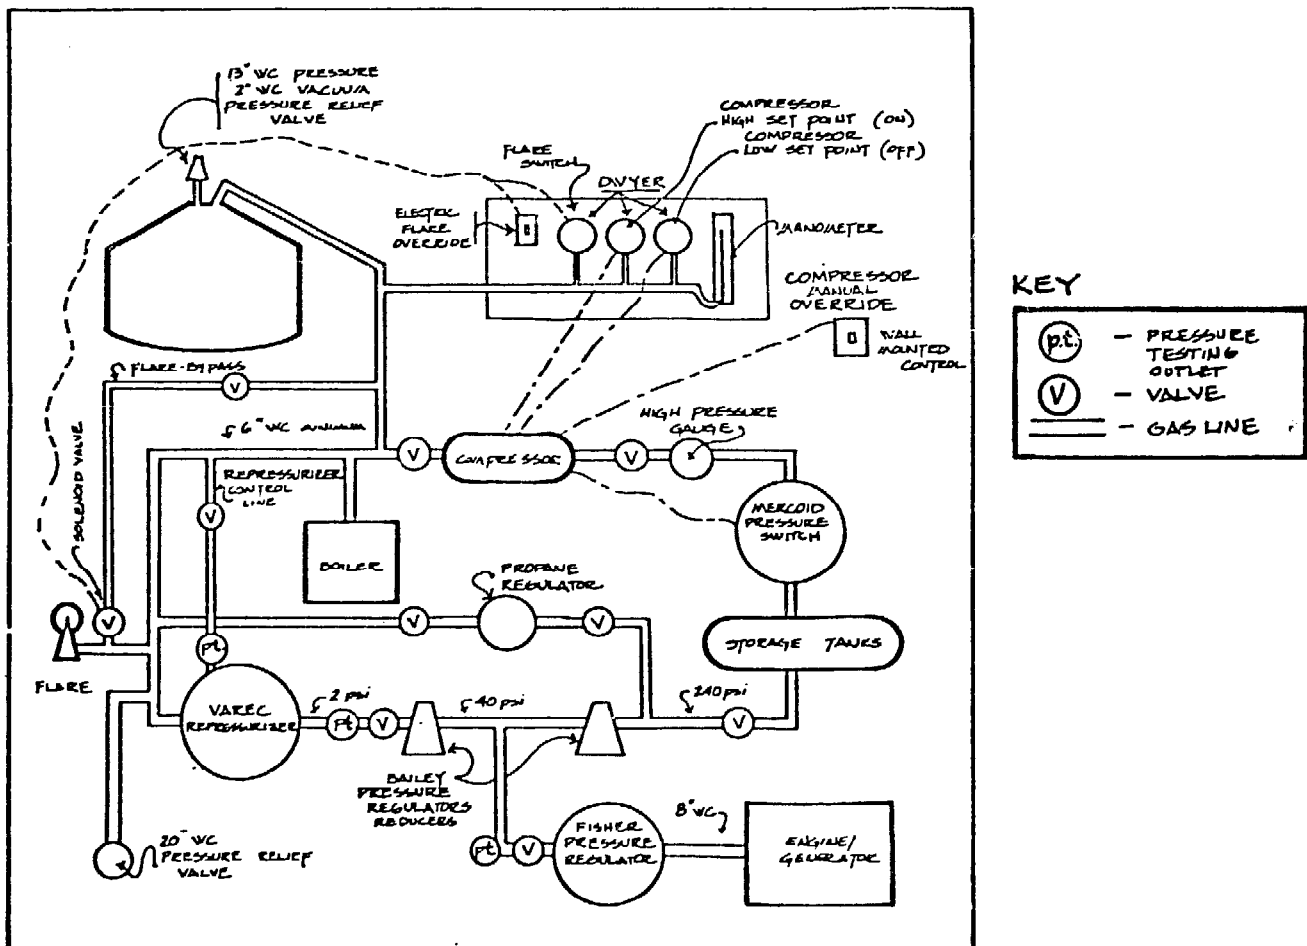 13" WC PRESSURE
2" WC VACUUM
PRESSURE RELIEF
VALVE
COMPRESSOR
HIGH SET POINT (ON)
COMPRESSOR
LOW SET POINT (OFF)
FLARE
SWITCH
DWYER
ELECTRIC
FLARE
OVERRIDE
MANOMETER
COMPRESSOR
MANUAL
OVERRIDE
WALL
MOUNTED
CONTROL
KEY
p.t. - PRESSURE
TESTING
OUTLET
V - VALVE
- GAS LINE
FLARE-BYPASS
V
6" WC
HIGH PRESSURE
GAUGE
V
COMPRESSOR
V
SOLENOID VALVE
REPRESSURIZER
CONTROL
LINE
V
MERCOID
PRESSURE
SWITCH
BOILER
PROPANE
REGULATOR
V
V
V
pt.
STORAGE TANKS
FLARE
VAREC
REPRESSURIZER
2 psi
pt
V
40 psi
240 psi
V
BAILEY
PRESSURE
REGULATORS
REDUCERS
20" WC
PRESSURE RELIEF
VALVE
pt
V
FISHER
PRESSURE
REGULATOR
8" WC
ENGINE/
GENERATOR